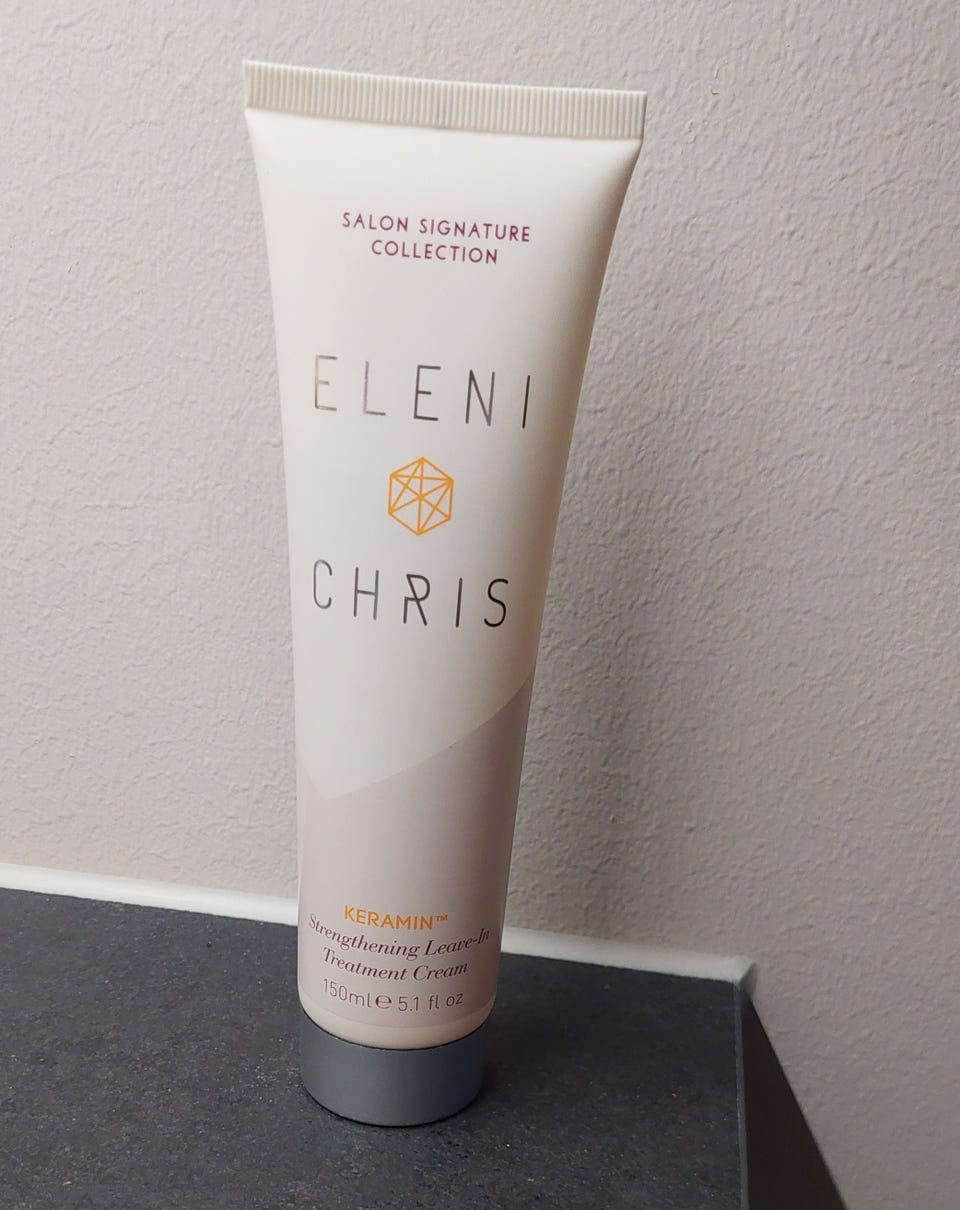 SALON SIGNATURE
COLLECTION
ELENI
CHRIS
KERAMIN™
Strengthening Leave-In
Treatment Cream
150ml℮ 5.1 fl oz